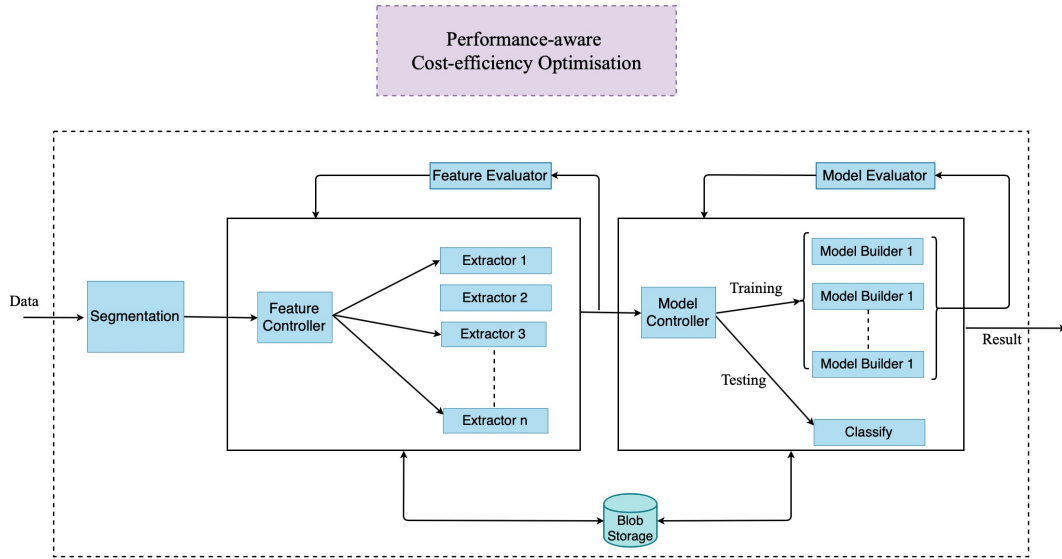 Performance-aware
Cost-efficiency Optimisation
Feature Evaluator
Model Evaluator
Data
Segmentation
Feature
Controller
Extractor 1
Extractor 2
Extractor 3
Extractor n
Model
Controller
Training
Testing
Model Builder 1
Model Builder 1
Model Builder 1
Classify
Result
Blob
Storage